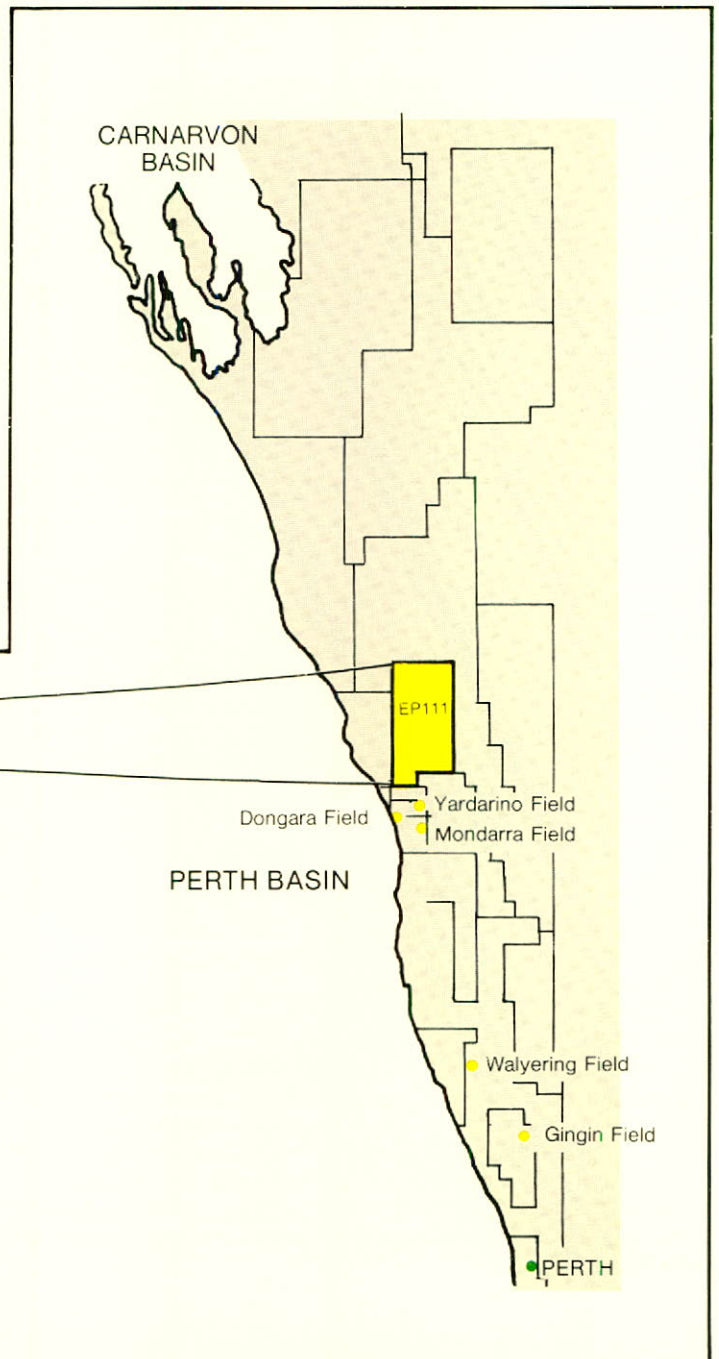 CARNARVON
BASIN
EP111
Yardarino Field
Dongara Field
Mondarra Field
PERTH BASIN
Walyering Field
Gingin Field
PERTH